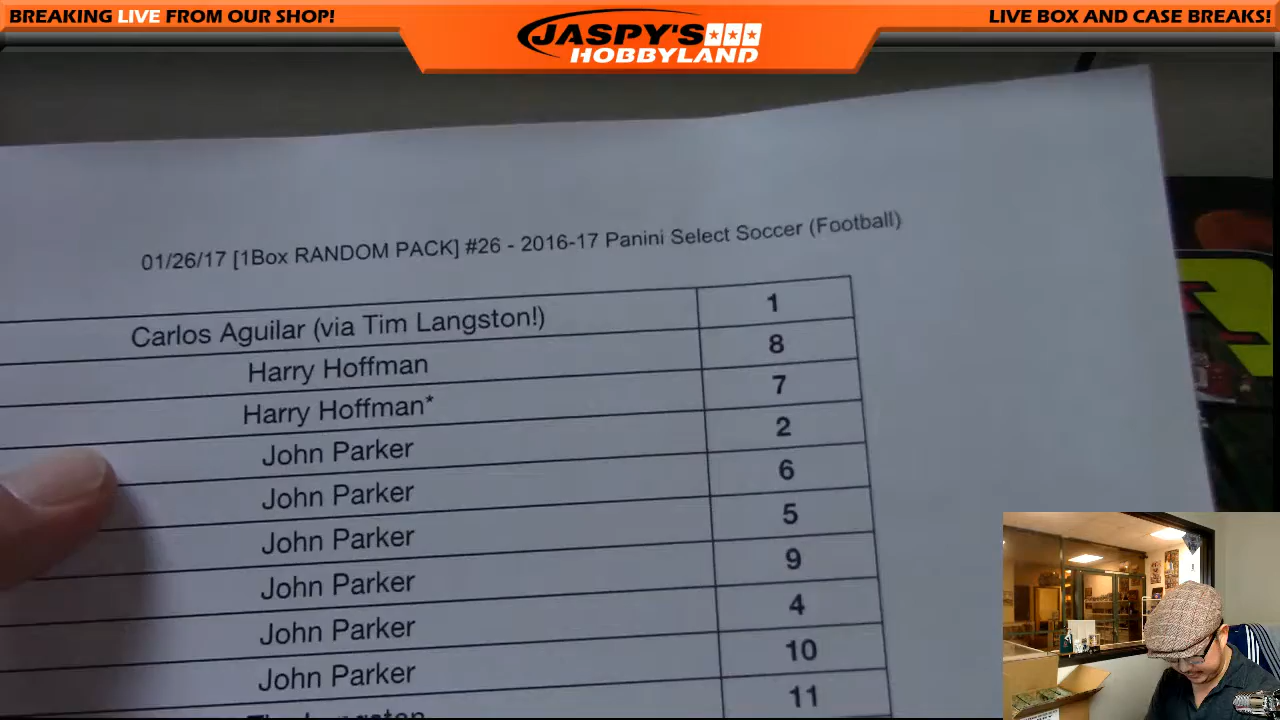 BREAKING LIVE FROM OUR SHOP!
JASPY'S
HOBBYLAND
LIVE BOX AND CASE BREAKS!
01/26/17 [1Box RANDOM PACK] #26 - 2016-17 Panini Select Soccer (Football)
Carlos Aguilar (via Tim Langston!) 1
Harry Hoffman 8
Harry Hoffman* 7
John Parker 2
John Parker 6
John Parker 5
John Parker 9
John Parker 4
John Parker 10
Tim Langston 11